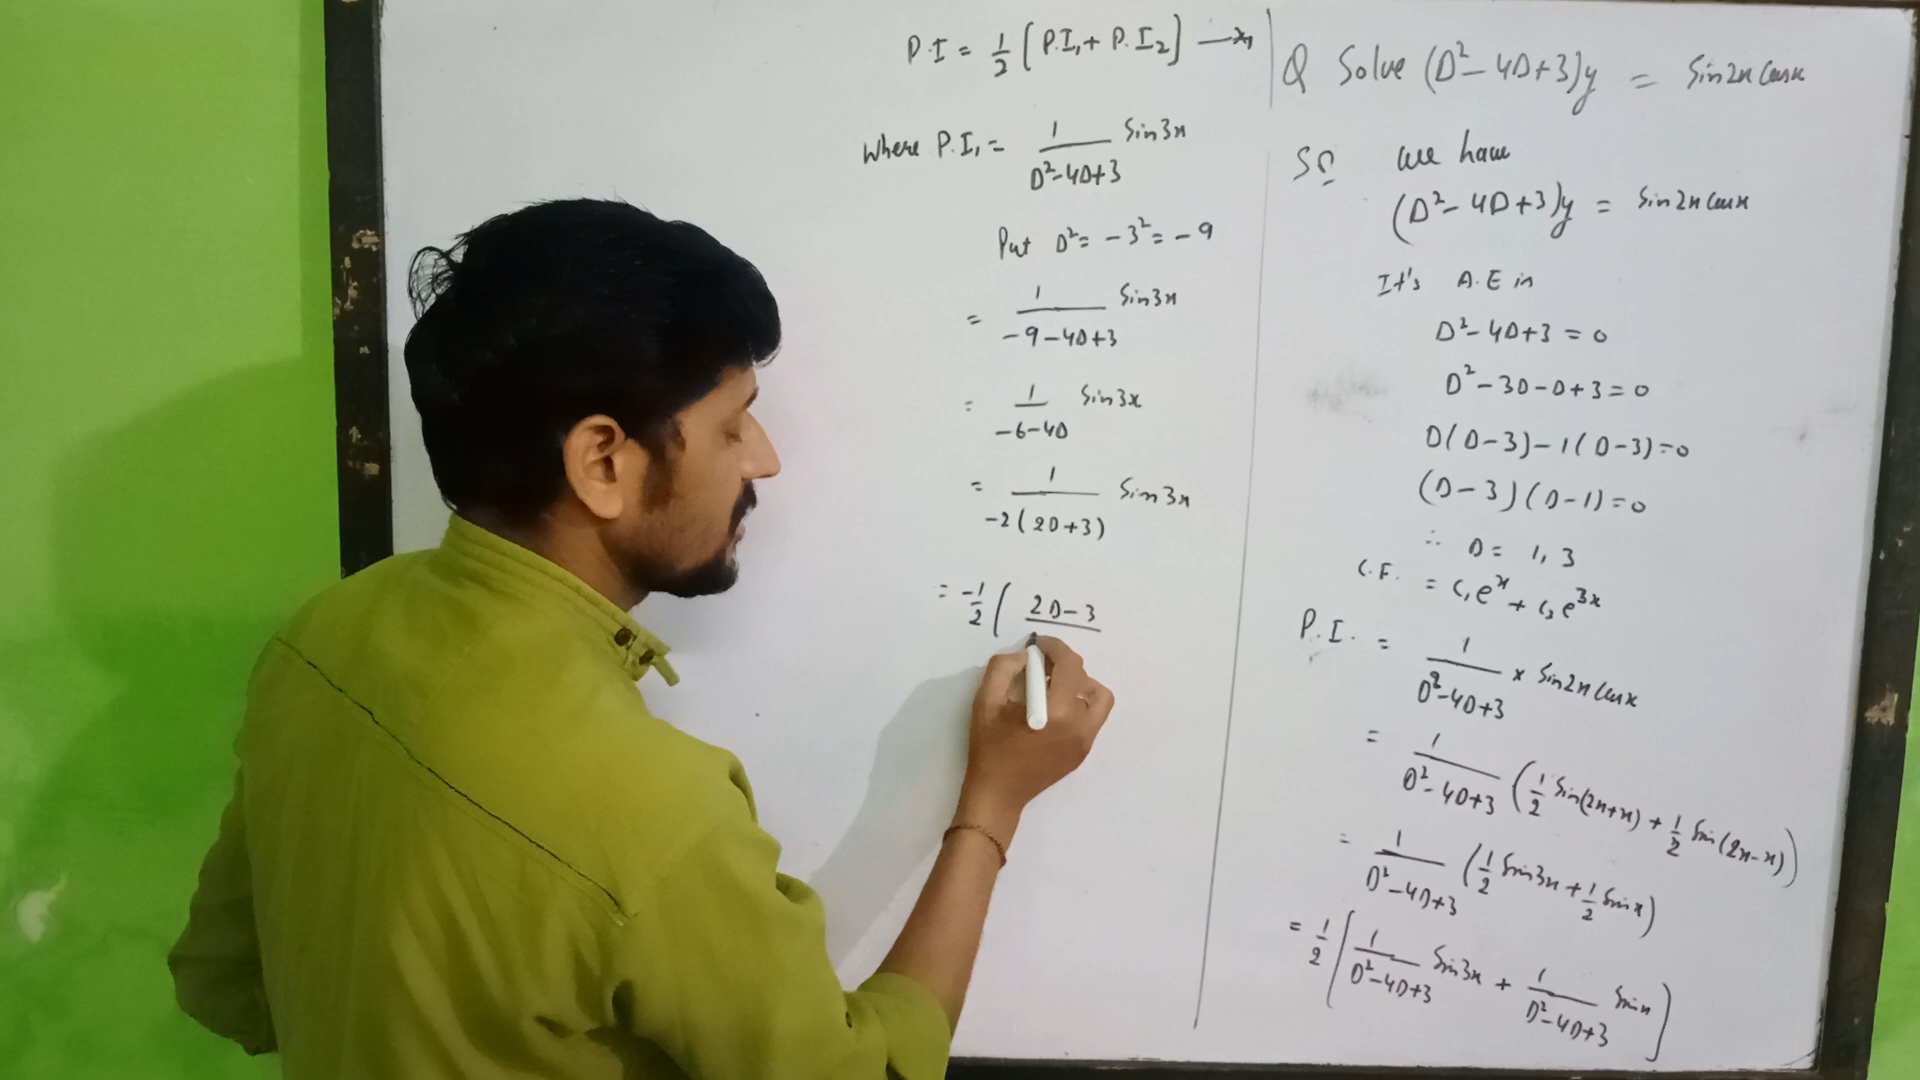 Q Solve (D²-4D+3)y = Sin2x Cosx
Soln we have
(D²-4D+3)y = Sin2x Cosx
It's A.E is
D²-4D+3 = 0
D²-3D-D+3 = 0
D(D-3)-1(D-3)=0
(D-3)(D-1)=0
∴ D = 1, 3
C.F. = C₁eˣ + C₂e³ˣ
P.I. = 1/(D²-4D+3) × Sin2x Cosx
= 1/(D²-4D+3) (1/2 Sin(2x+x) + 1/2 Sin(2x-x))
= 1/(D²-4D+3) (1/2 Sin3x + 1/2 Sinx)
= 1/2 [1/(D²-4D+3) Sin3x + 1/(D²-4D+3) Sinx]
P.I = 1/2 [P.I₁ + P.I₂]
Where P.I₁ = 1/(D²-4D+3) Sin3x
Put D² = -3² = -9
= 1/(-9-4D+3) Sin3x
= 1/(-6-4D) Sin3x
= 1/(-2(2D+3)) Sin3x
= -1/2 ( 2D-3